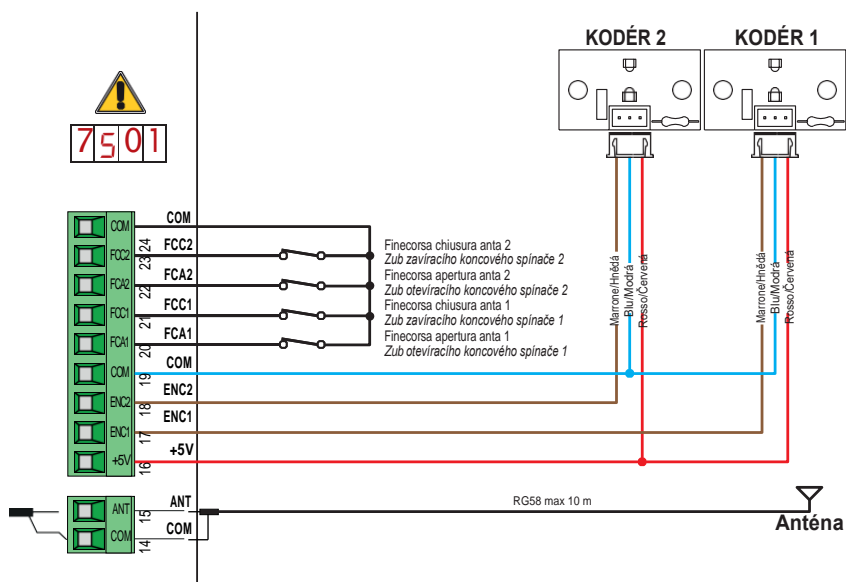 KODÉR 2
KODÉR 1
7501
COM
COM
24
FCC2
FCC2
23
FCA2
FCA2
22
FCC1
FCC1
21
FCA1
FCA1
20
COM
COM
19
ENC2
ENC2
18
ENC1
ENC1
17
+5V
+5V
16
Finecorsa chiusura anta 2
Zub zavíracího koncového spínače 2
Finecorsa apertura anta 2
Zub otevíracího koncového spínače 2
Finecorsa chiusura anta 1
Zub zavíracího koncového spínače 1
Finecorsa apertura anta 1
Zub otevíracího koncového spínače 1
Marrone/Hnědá
Blu/Modrá
Rosso/Červená
Marrone/Hnědá
Blu/Modrá
Rosso/Červená
ANT
ANT
15
COM
COM
14
RG58 max 10 m
Anténa